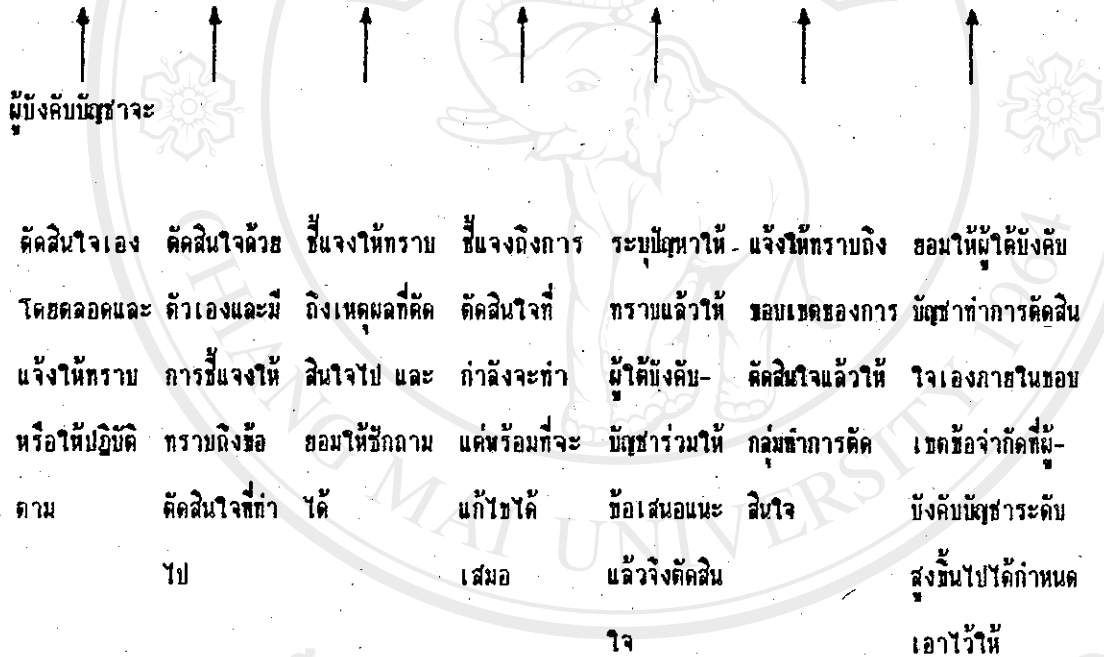 ผู้บังคับบัญชาจะ
ตัดสินใจเอง
โดยตลอดและ
แจ้งให้ทราบ
หรือให้ปฏิบัติ
ตาม
ตัดสินใจด้วย
ตัวเองและมี
การชี้แจงให้
ทราบถึงข้อ
ตัดสินใจที่ทำ
ไป
ชี้แจงให้ทราบ
ถึงเหตุผลที่ตัด
สินใจไป และ
ยอมให้ซักถาม
ได้
ชี้แจงถึงการ
ตัดสินใจที่
กำลังจะทำ
แต่พร้อมที่จะ
แก้ไขได้
เสมอ
ระบุปัญหาให้
ทราบแล้วให้
ผู้ใต้บังคับ-
บัญชาร่วมให้
ข้อเสนอแนะ
แล้วจึงตัดสิน
ใจ
แจ้งให้ทราบถึง
ขอบเขตของการ
ตัดสินใจแล้วให้
กลุ่มทำการตัด
สินใจ
ยอมให้ผู้ใต้บังคับ
บัญชาทำการตัดสิน
ใจเองภายในขอบ
เขตข้อจำกัดที่ผู้-
บังคับบัญชาระดับ
สูงขึ้นไปได้กำหนด
เอาไว้ให้
CHIANG MAI UNIVERSITY 1964